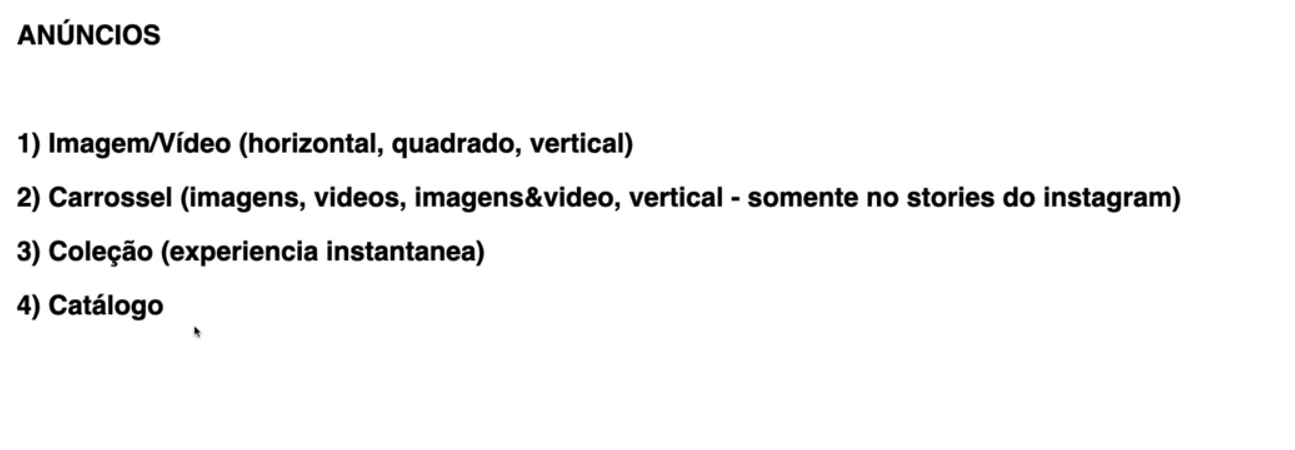 ANÚNCIOS
1) Imagem/Vídeo (horizontal, quadrado, vertical)
2) Carrossel (imagens, videos, imagens&video, vertical - somente no stories do instagram)
3) Coleção (experiencia instantanea)
4) Catálogo